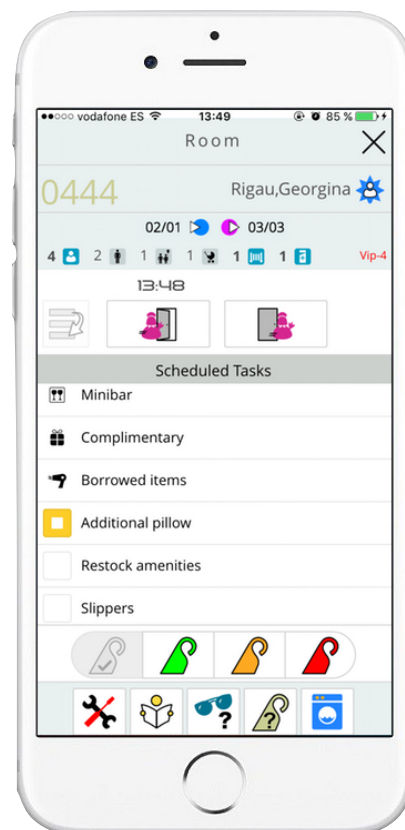 vodafone ES 13:49 85 %
Room
0444 Rigau,Georgina
02/01 03/03
4 2 1 1 1 1 Vip-4
13:48
Scheduled Tasks
Minibar
Complimentary
Borrowed items
Additional pillow
Restock amenities
Slippers
? ?